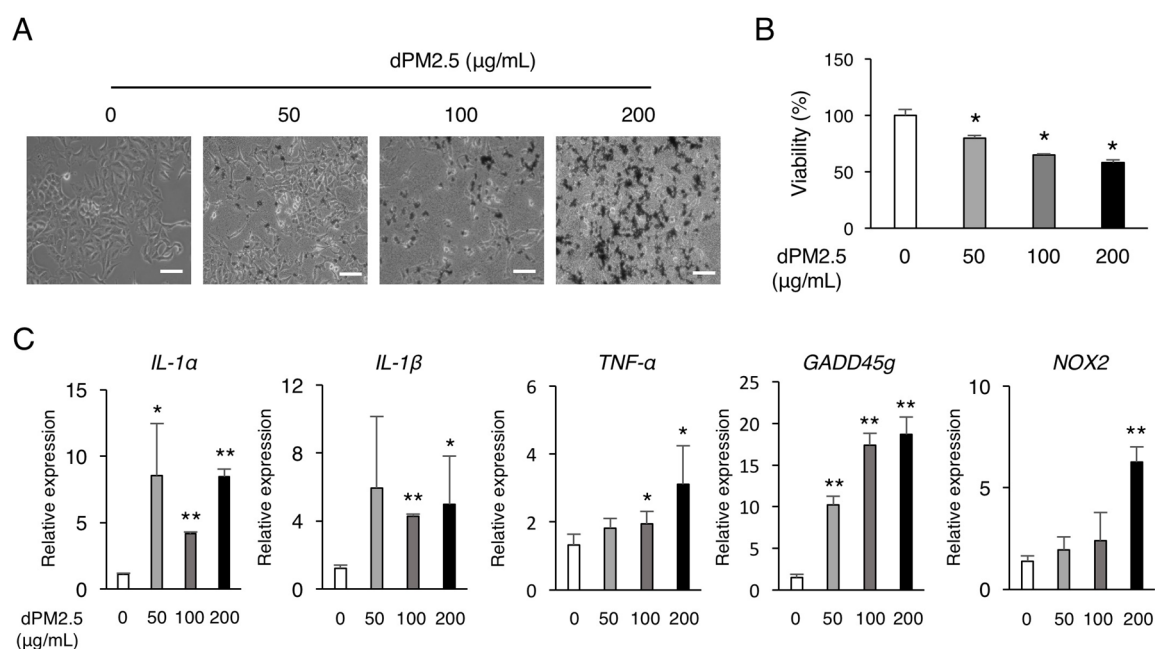 A
dPM2.5 (μg/mL)
0 50 100 200
B
150
100
50
0
Viability (%)
* * *
dPM2.5 0 50 100 200
(μg/mL)
C
IL-1α
15
10
5
0
Relative expression
* ** **
dPM2.5 0 50 100 200
(μg/mL)
IL-1β
12
8
4
0
Relative expression
** *
0 50 100 200
TNF-α
6
4
2
0
Relative expression
* *
0 50 100 200
GADD45g
25
20
15
10
5
0
Relative expression
** ** **
0 50 100 200
NOX2
10
5
0
Relative expression
**
0 50 100 200